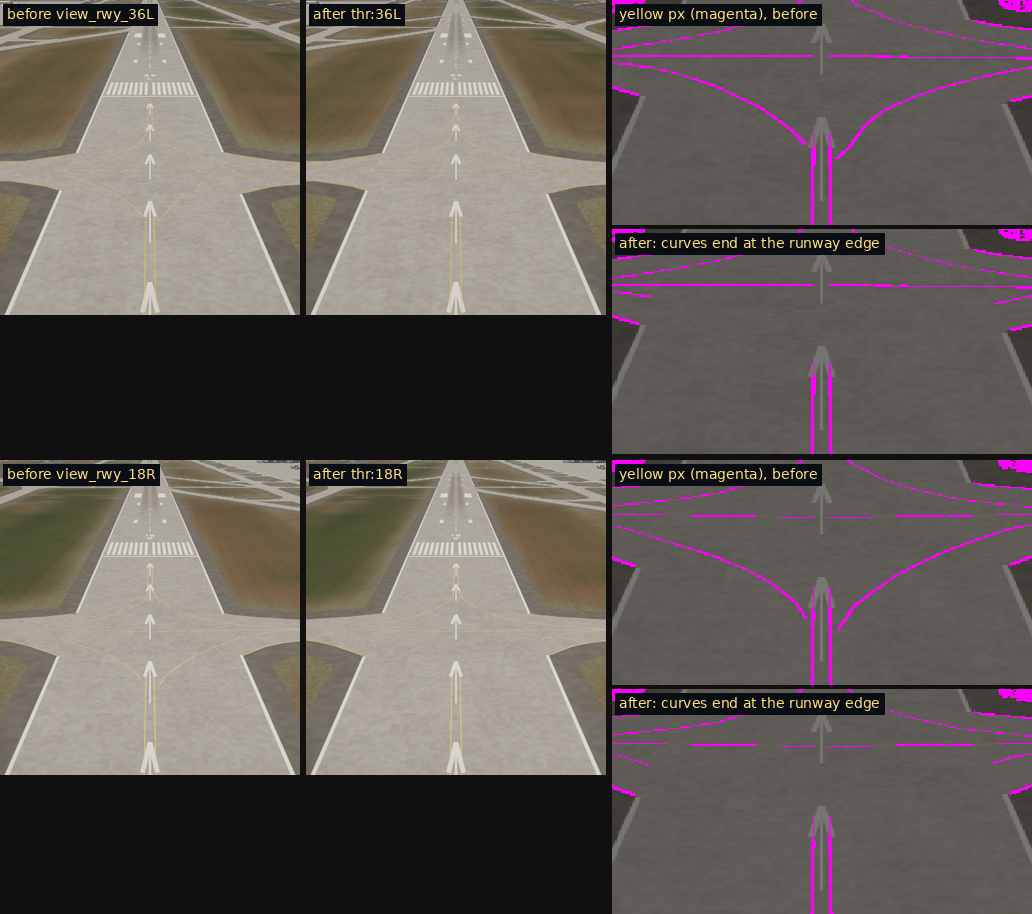 before view_rwy_36L
after thr:36L
yellow px (magenta), before
after: curves end at the runway edge
before view_rwy_18R
after thr:18R
yellow px (magenta), before
after: curves end at the runway edge